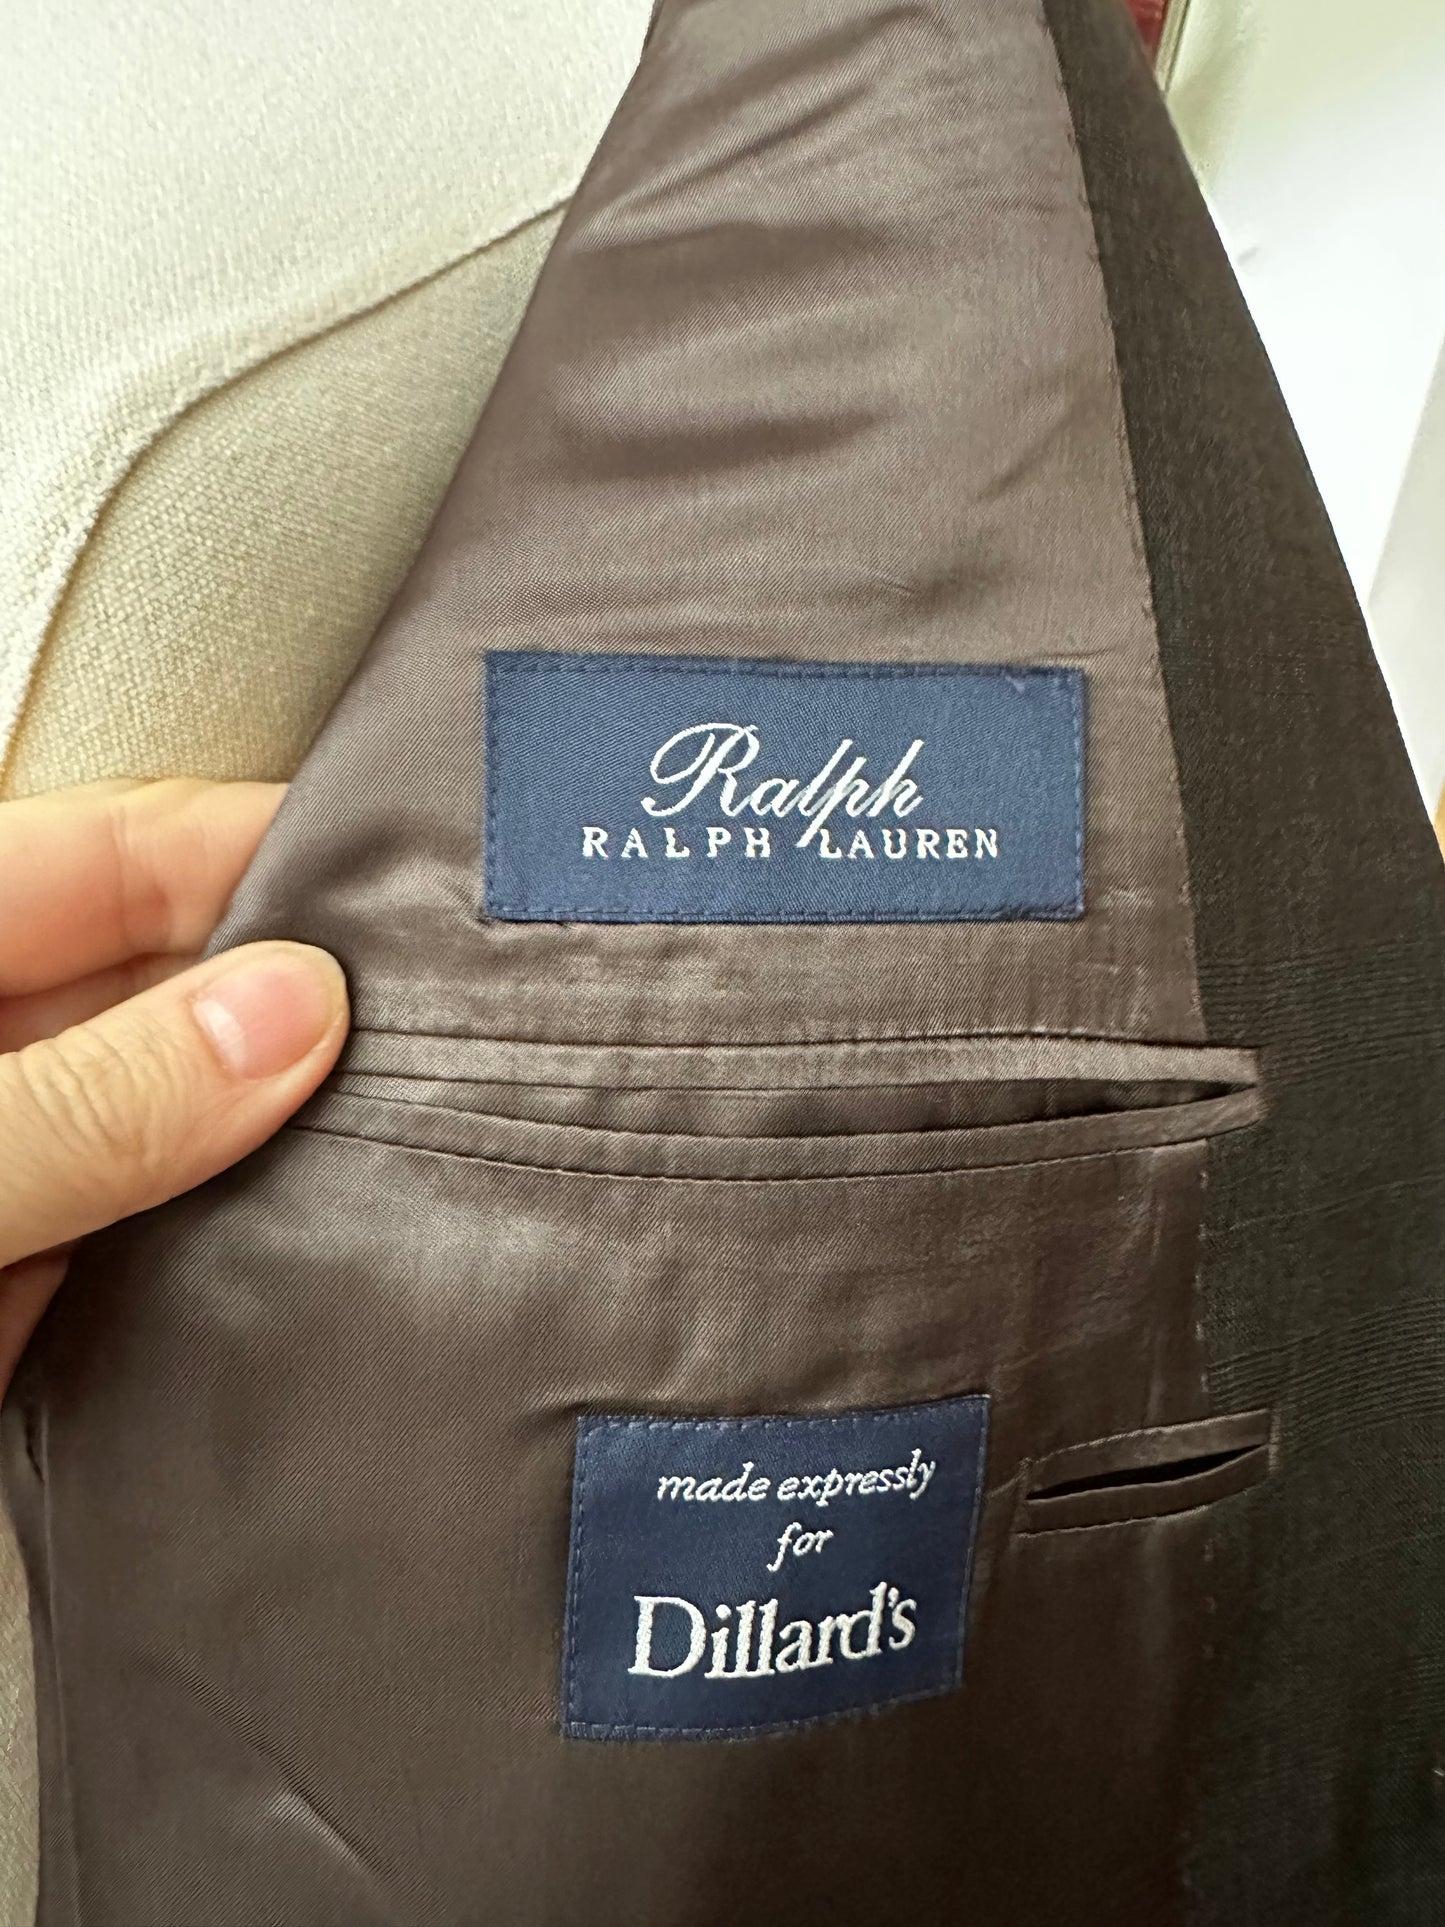 Ralph
RALPH LAUREN
made expressly
for
Dillard's